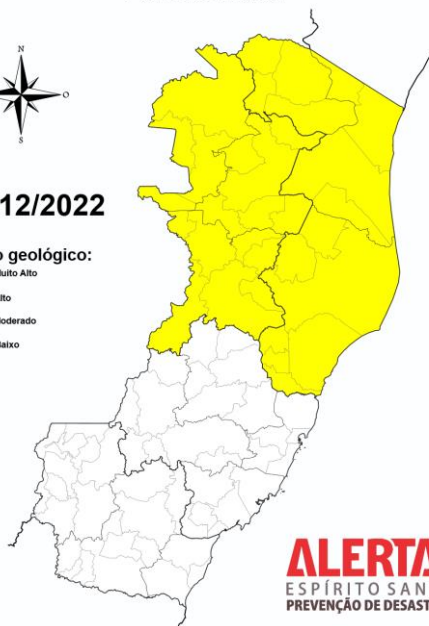 N
O
S
12/2022
o geológico:
uito Alto
lto
oderado
aixo
ALERTA
ESPÍRITO SAN
PREVENÇÃO DE DESAST